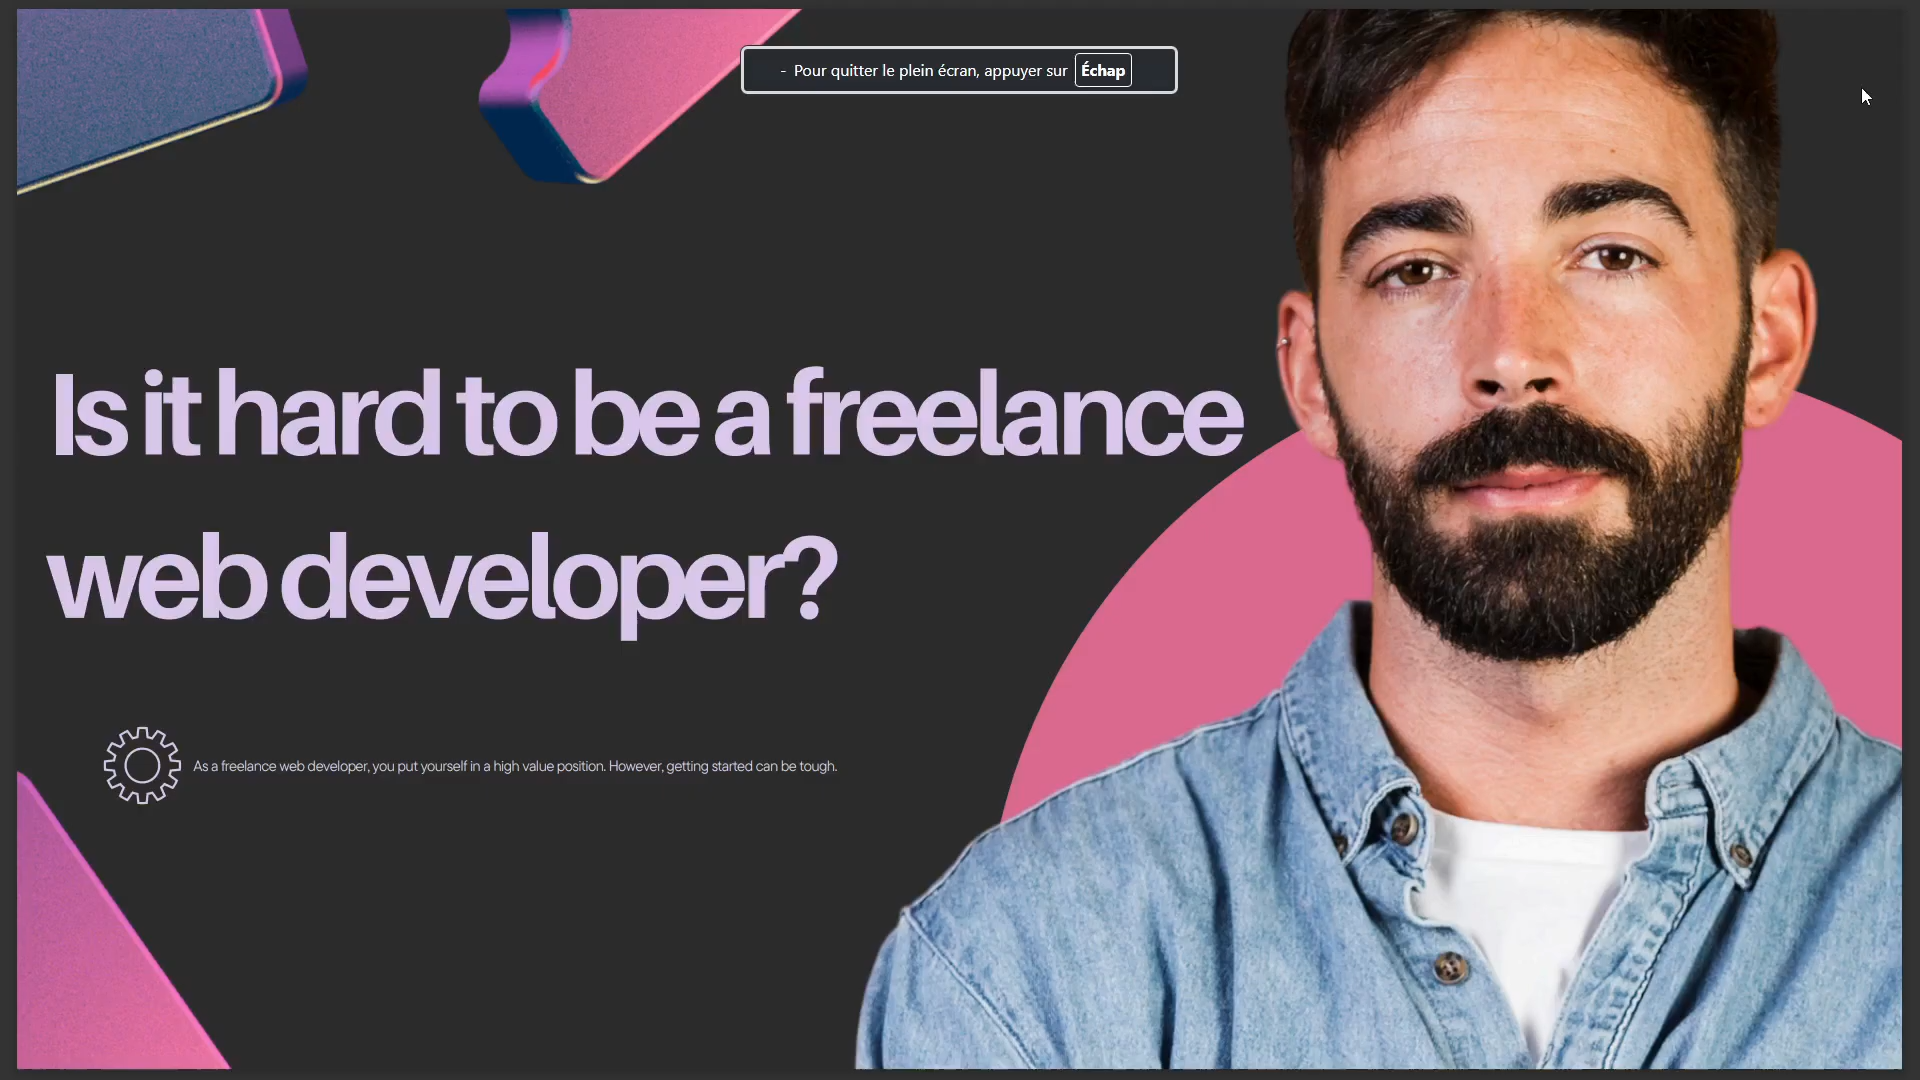 - Pour quitter le plein écran, appuyer sur Échap
Is it hard to be a freelance
web developer?
As a freelance web developer, you put yourself in a high value position. However, getting started can be tough.